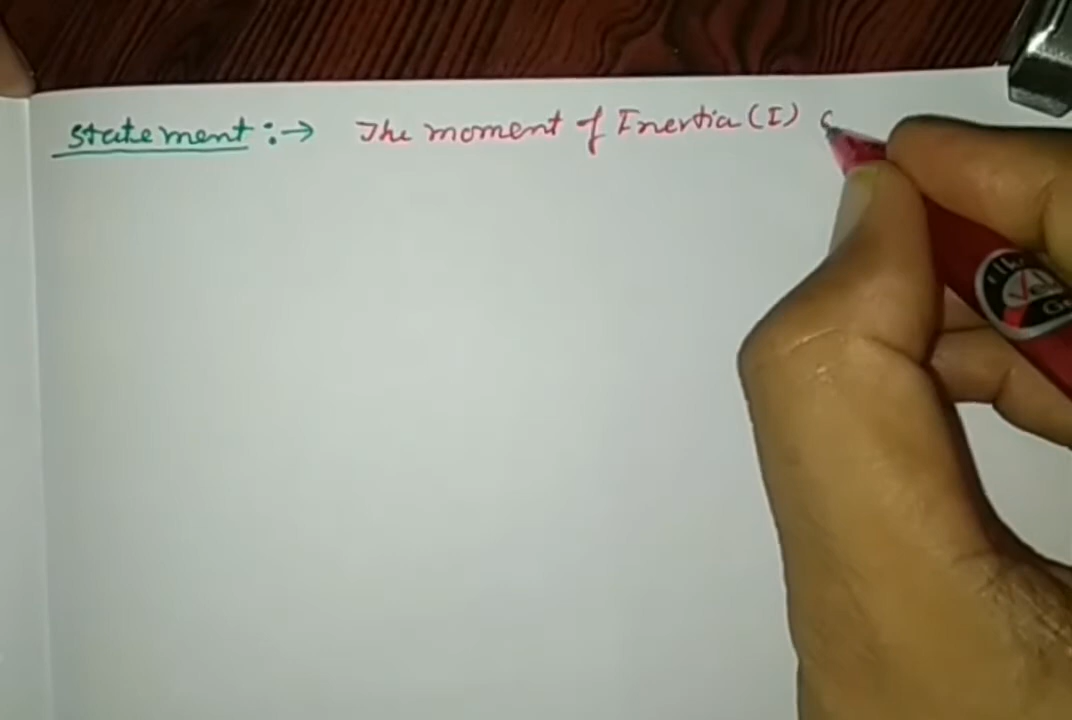 Statement :→ The moment of Inertia (I)